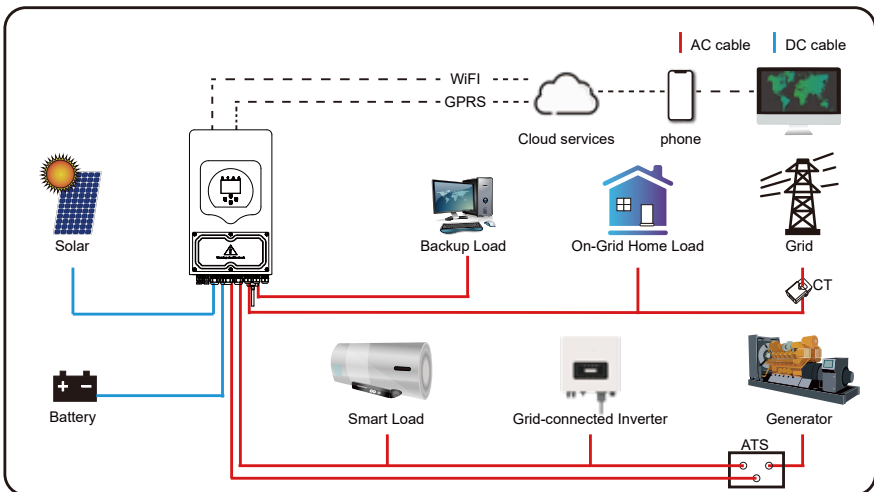 AC cable
DC cable
WiFI
GPRS
Cloud services
phone
Solar
Backup Load
On-Grid Home Load
Grid
CT
Battery
Smart Load
Grid-connected Inverter
Generator
ATS